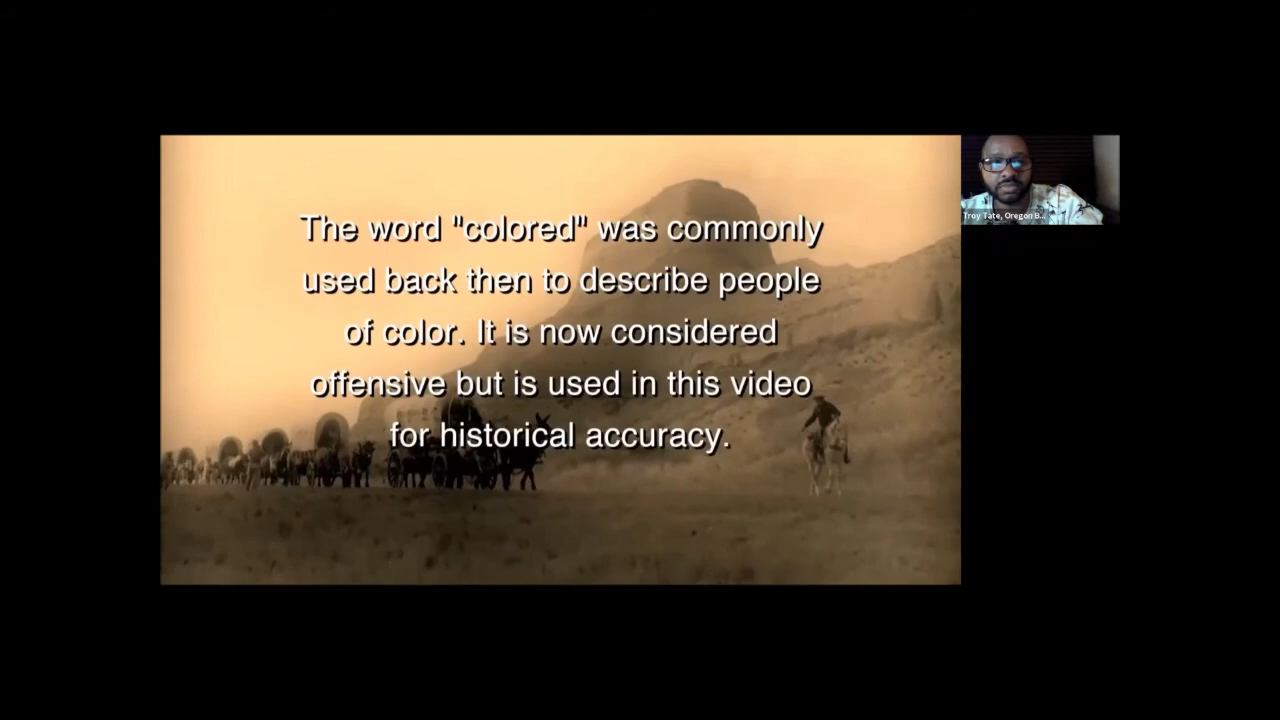 The word "colored" was commonly
used back then to describe people
of color. It is now considered
offensive but is used in this video
for historical accuracy.
Troy Tate, Oregon B...